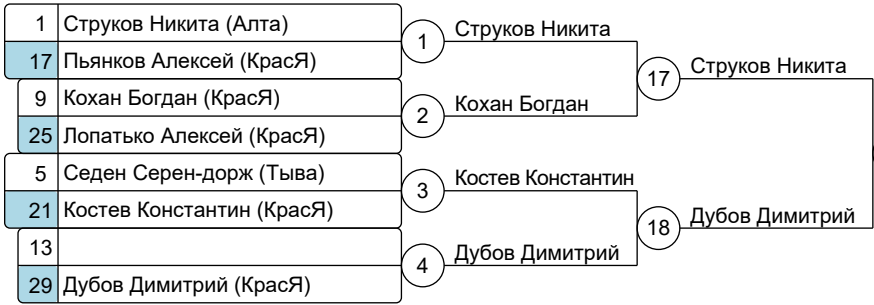 1 Струков Никита (Алта)
17 Пьянков Алексей (КрасЯ)
9 Кохан Богдан (КрасЯ)
25 Лопатько Алексей (КрасЯ)
5 Седен Серен-дорж (Тыва)
21 Костев Константин (КрасЯ)
13
29 Дубов Димитрий (КрасЯ)
1 Струков Никита
2 Кохан Богдан
3 Костев Константин
4 Дубов Димитрий
17 Струков Никита
18 Дубов Димитрий